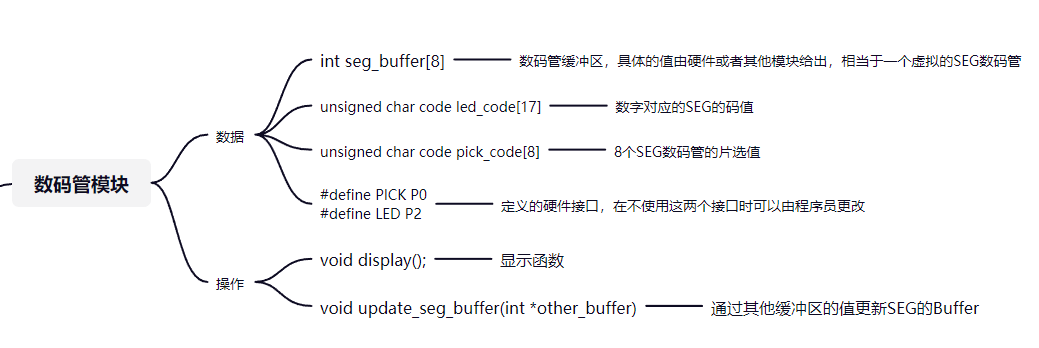 int seg_buffer[8]
数码管缓冲区，具体的值由硬件或者其他模块给出，相当于一个虚拟的SEG数码管
unsigned char code led_code[17]
数字对应的SEG的码值
数据
unsigned char code pick_code[8]
8个SEG数码管的片选值
数码管模块
#define PICK P0
#define LED P2
定义的硬件接口，在不使用这两个接口时可以由程序员更改
void display();
显示函数
操作
void update_seg_buffer(int *other_buffer)
通过其他缓冲区的值更新SEG的Buffer